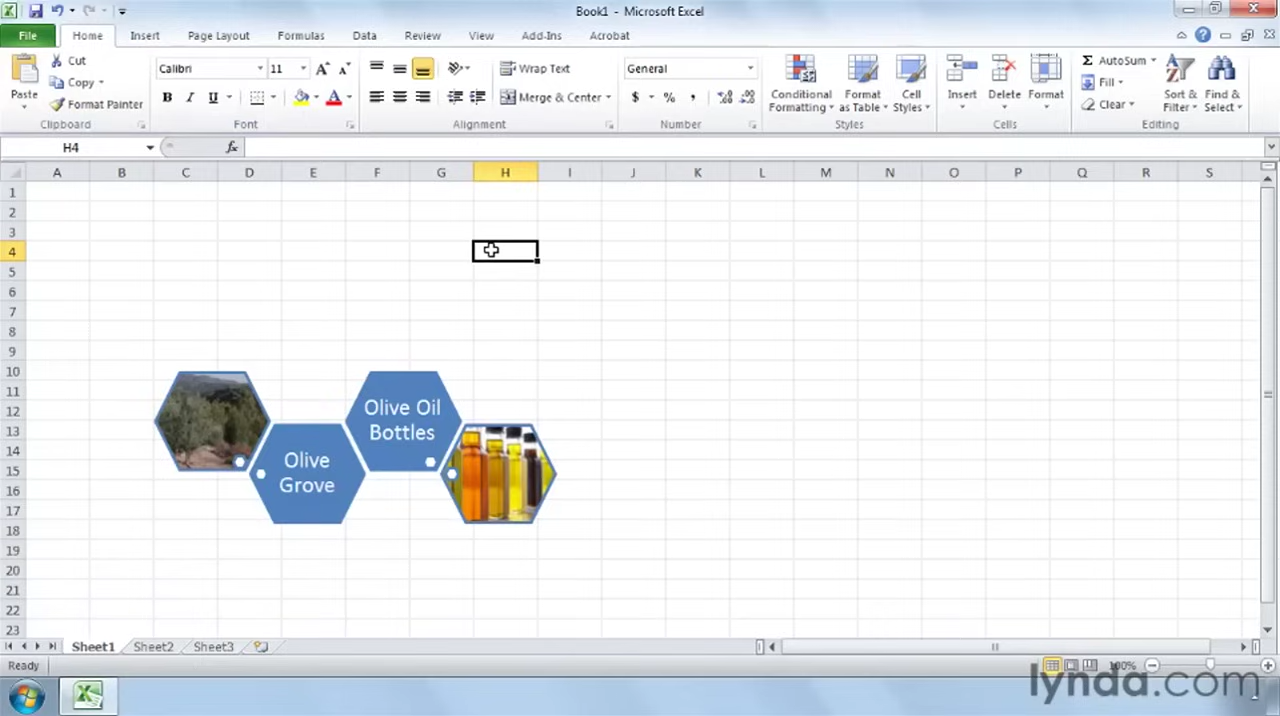 Book1 - Microsoft Excel
File Home Insert Page Layout Formulas Data Review View Add-Ins Acrobat
Paste
Cut
Copy
Format Painter
Clipboard
Calibri 11
B I U
Font
Wrap Text
Merge & Center
Alignment
General
$ % ,
Number
Conditional
Formatting
Format
as Table
Cell
Styles
Styles
Insert Delete Format
Cells
Σ AutoSum
Fill
Clear
Sort &
Filter
Find &
Select
Editing
H4 fx
A B C D E F G H I J K L M N O P Q R S
1
2
3
4
5
6
7
8
9
10
11
12
13
14
15
16
17
18
19
20
21
22
23
Olive Oil
Bottles
Olive
Grove
Sheet1 Sheet2 Sheet3
Ready 100%
lynda.com